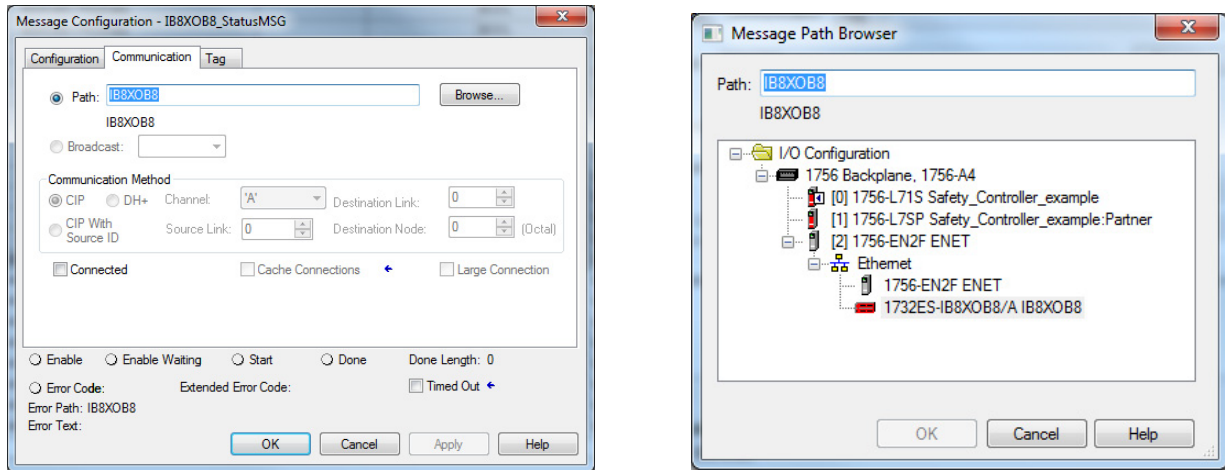 Message Configuration - IB8XOB8_StatusMSG
Configuration Communication Tag
Path: IB8XOB8 Browse...
IB8XOB8
Broadcast:
Communication Method
CIP DH+ Channel: 'A' Destination Link: 0
CIP With Source ID Source Link: 0 Destination Node: 0 (Octal)
Connected Cache Connections ← Large Connection
Enable Enable Waiting Start Done Done Length: 0
Error Code: Extended Error Code: Timed Out ←
Error Path: IB8XOB8
Error Text:
OK Cancel Apply Help
Message Path Browser
Path: IB8XOB8
IB8XOB8
I/O Configuration
1756 Backplane, 1756-A4
[0] 1756-L71S Safety_Controller_example
[1] 1756-L7SP Safety_Controller_example:Partner
[2] 1756-EN2F ENET
Ethernet
1756-EN2F ENET
1732ES-IB8XOB8/A IB8XOB8
OK Cancel Help